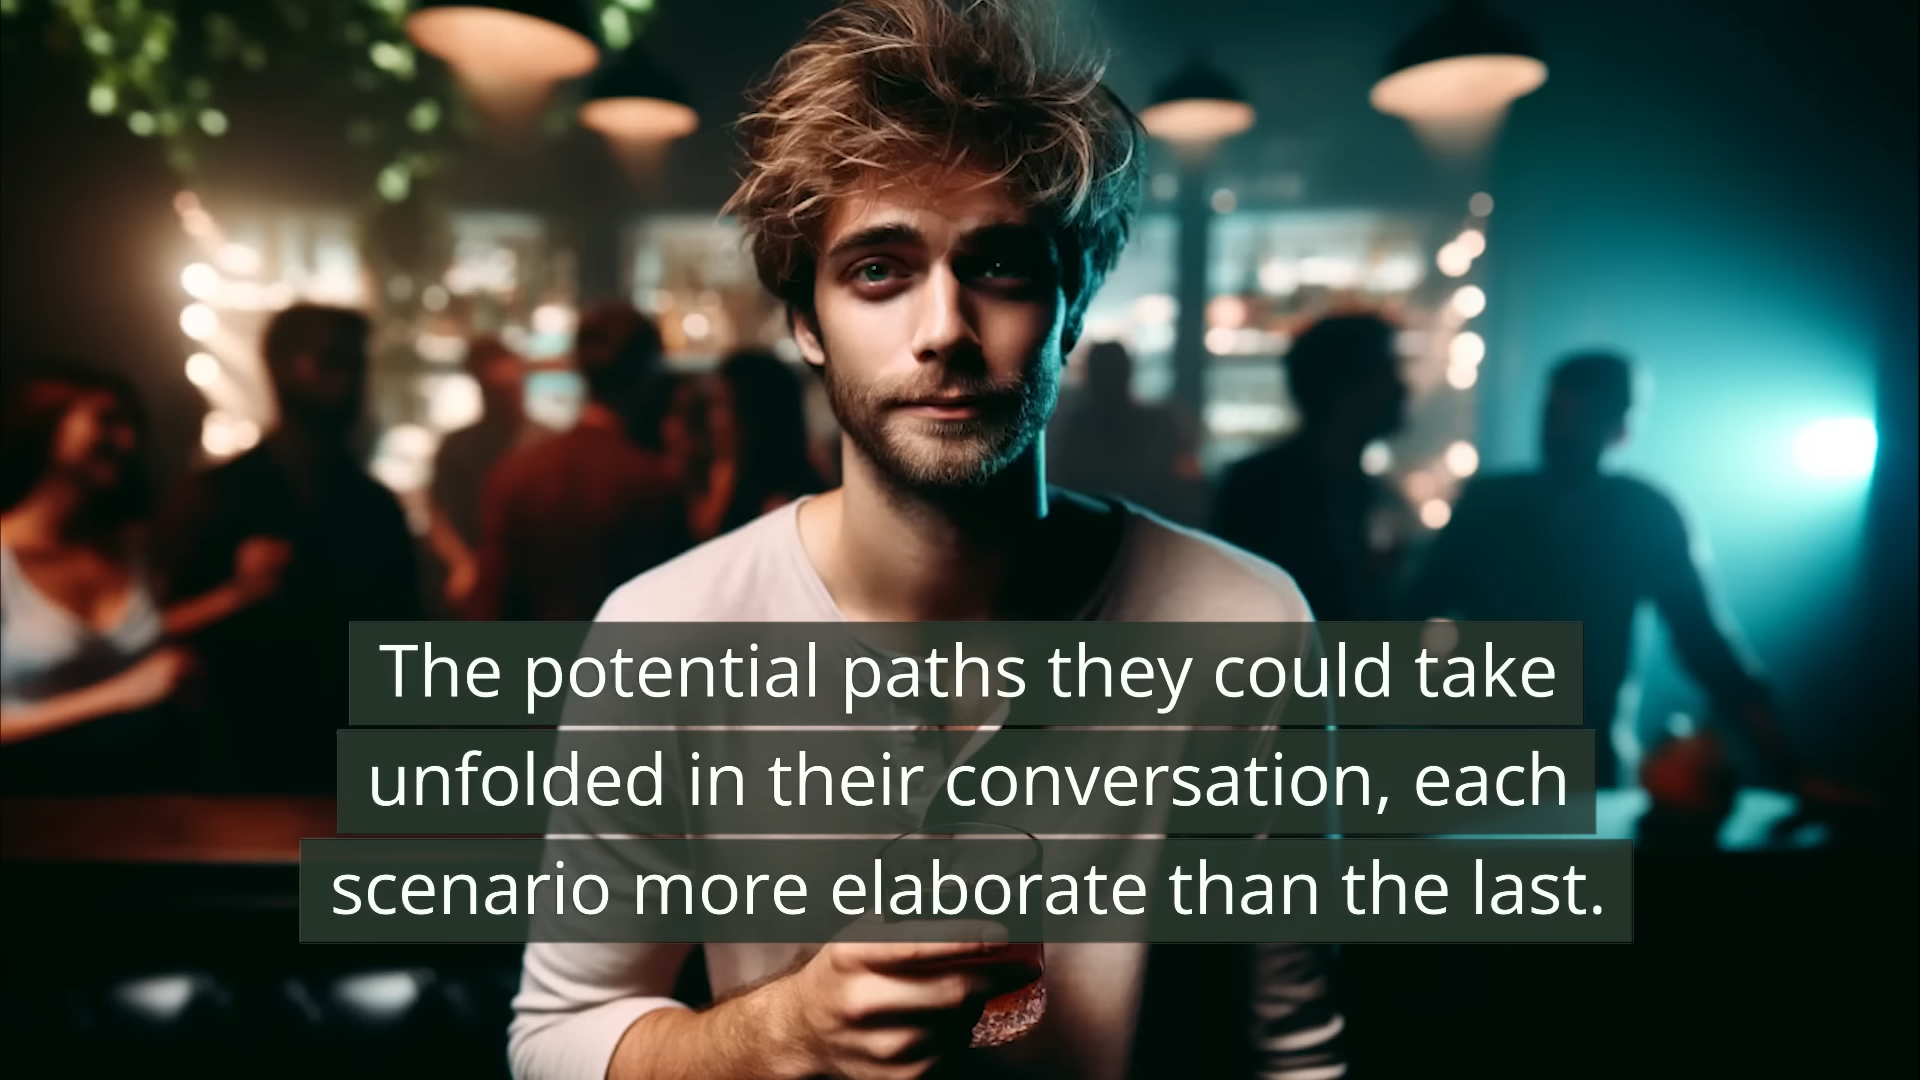 The potential paths they could take
unfolded in their conversation, each
scenario more elaborate than the last.